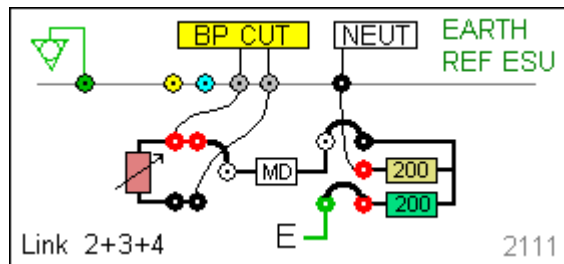 BP CUT
NEUT
EARTH
REF ESU
MD
200
200
E
Link 2+3+4
2111